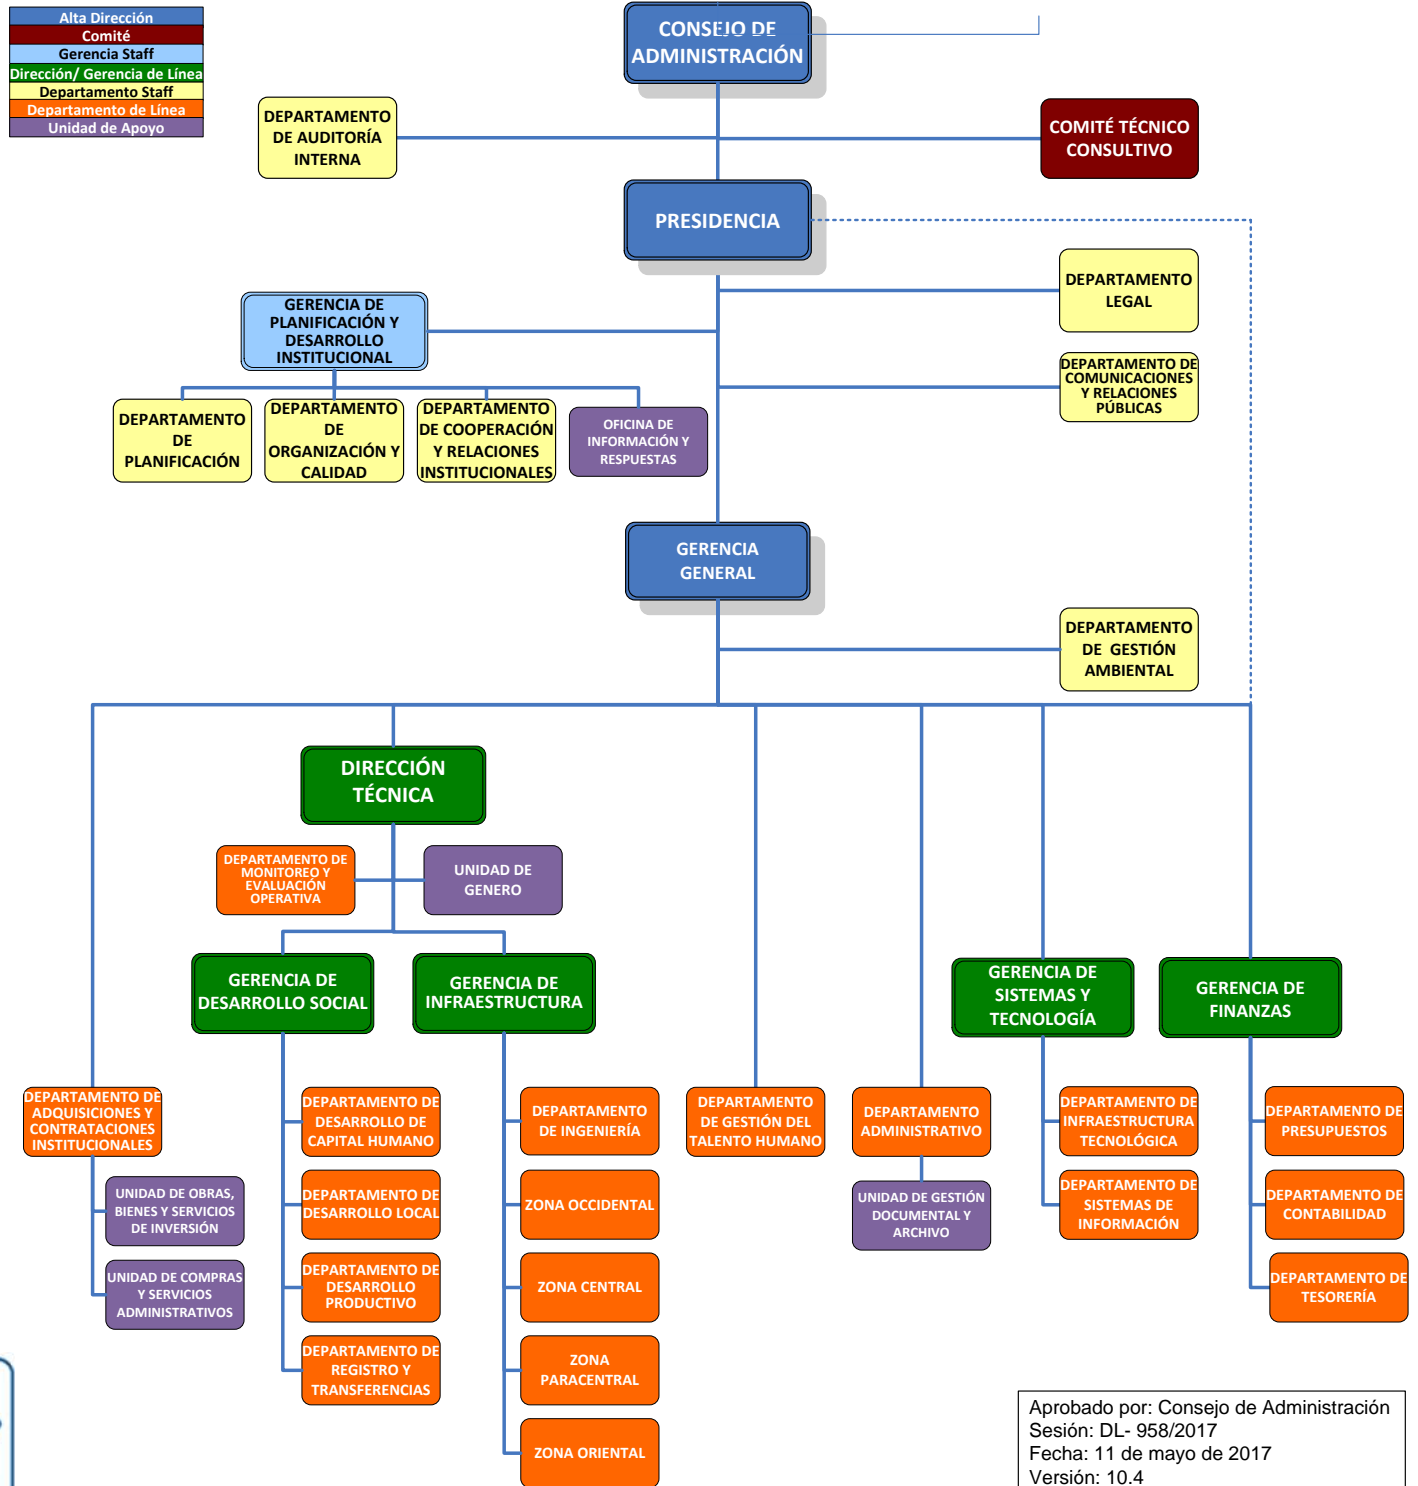 Alta Dirección
Comité
Gerencia Staff
Dirección/ Gerencia de Línea
Departamento Staff
Departamento de Línea
Unidad de Apoyo
CONSEJO DE
ADMINISTRACIÓN
DEPARTAMENTO
DE AUDITORÍA
INTERNA
COMITÉ TÉCNICO
CONSULTIVO
PRESIDENCIA
DEPARTAMENTO
LEGAL
GERENCIA DE
PLANIFICACIÓN Y
DESARROLLO
INSTITUCIONAL
DEPARTAMENTO DE
COMUNICACIONES
Y RELACIONES
PÚBLICAS
DEPARTAMENTO
DE
PLANIFICACIÓN
DEPARTAMENTO
DE
ORGANIZACIÓN Y
CALIDAD
DEPARTAMENTO
DE COOPERACIÓN
Y RELACIONES
INSTITUCIONALES
OFICINA DE
INFORMACIÓN Y
RESPUESTAS
GERENCIA
GENERAL
DEPARTAMENTO
DE GESTIÓN
AMBIENTAL
DIRECCIÓN
TÉCNICA
DEPARTAMENTO DE
MONITOREO Y
EVALUACIÓN
OPERATIVA
UNIDAD DE
GENERO
GERENCIA DE
DESARROLLO SOCIAL
GERENCIA DE
INFRAESTRUCTURA
GERENCIA DE
SISTEMAS Y
TECNOLOGÍA
GERENCIA DE
FINANZAS
DEPARTAMENTO DE
ADQUISICIONES Y
CONTRATACIONES
INSTITUCIONALES
DEPARTAMENTO DE
DESARROLLO DE
CAPITAL HUMANO
DEPARTAMENTO
DE INGENIERÍA
DEPARTAMENTO
DE GESTIÓN DEL
TALENTO HUMANO
DEPARTAMENTO
ADMINISTRATIVO
DEPARTAMENTO DE
INFRAESTRUCTURA
TECNOLÓGICA
DEPARTAMENTO DE
PRESUPUESTOS
UNIDAD DE OBRAS,
BIENES Y SERVICIOS
DE INVERSIÓN
DEPARTAMENTO DE
DESARROLLO LOCAL
ZONA OCCIDENTAL
UNIDAD DE GESTIÓN
DOCUMENTAL Y
ARCHIVO
DEPARTAMENTO DE
SISTEMAS DE
INFORMACIÓN
DEPARTAMENTO DE
CONTABILIDAD
UNIDAD DE COMPRAS
Y SERVICIOS
ADMINISTRATIVOS
DEPARTAMENTO DE
DESARROLLO
PRODUCTIVO
ZONA CENTRAL
DEPARTAMENTO DE
TESORERÍA
DEPARTAMENTO DE
REGISTRO Y
TRANSFERENCIAS
ZONA
PARACENTRAL
ZONA ORIENTAL
Aprobado por: Consejo de Administración
Sesión: DL- 958/2017
Fecha: 11 de mayo de 2017
Versión: 10.4